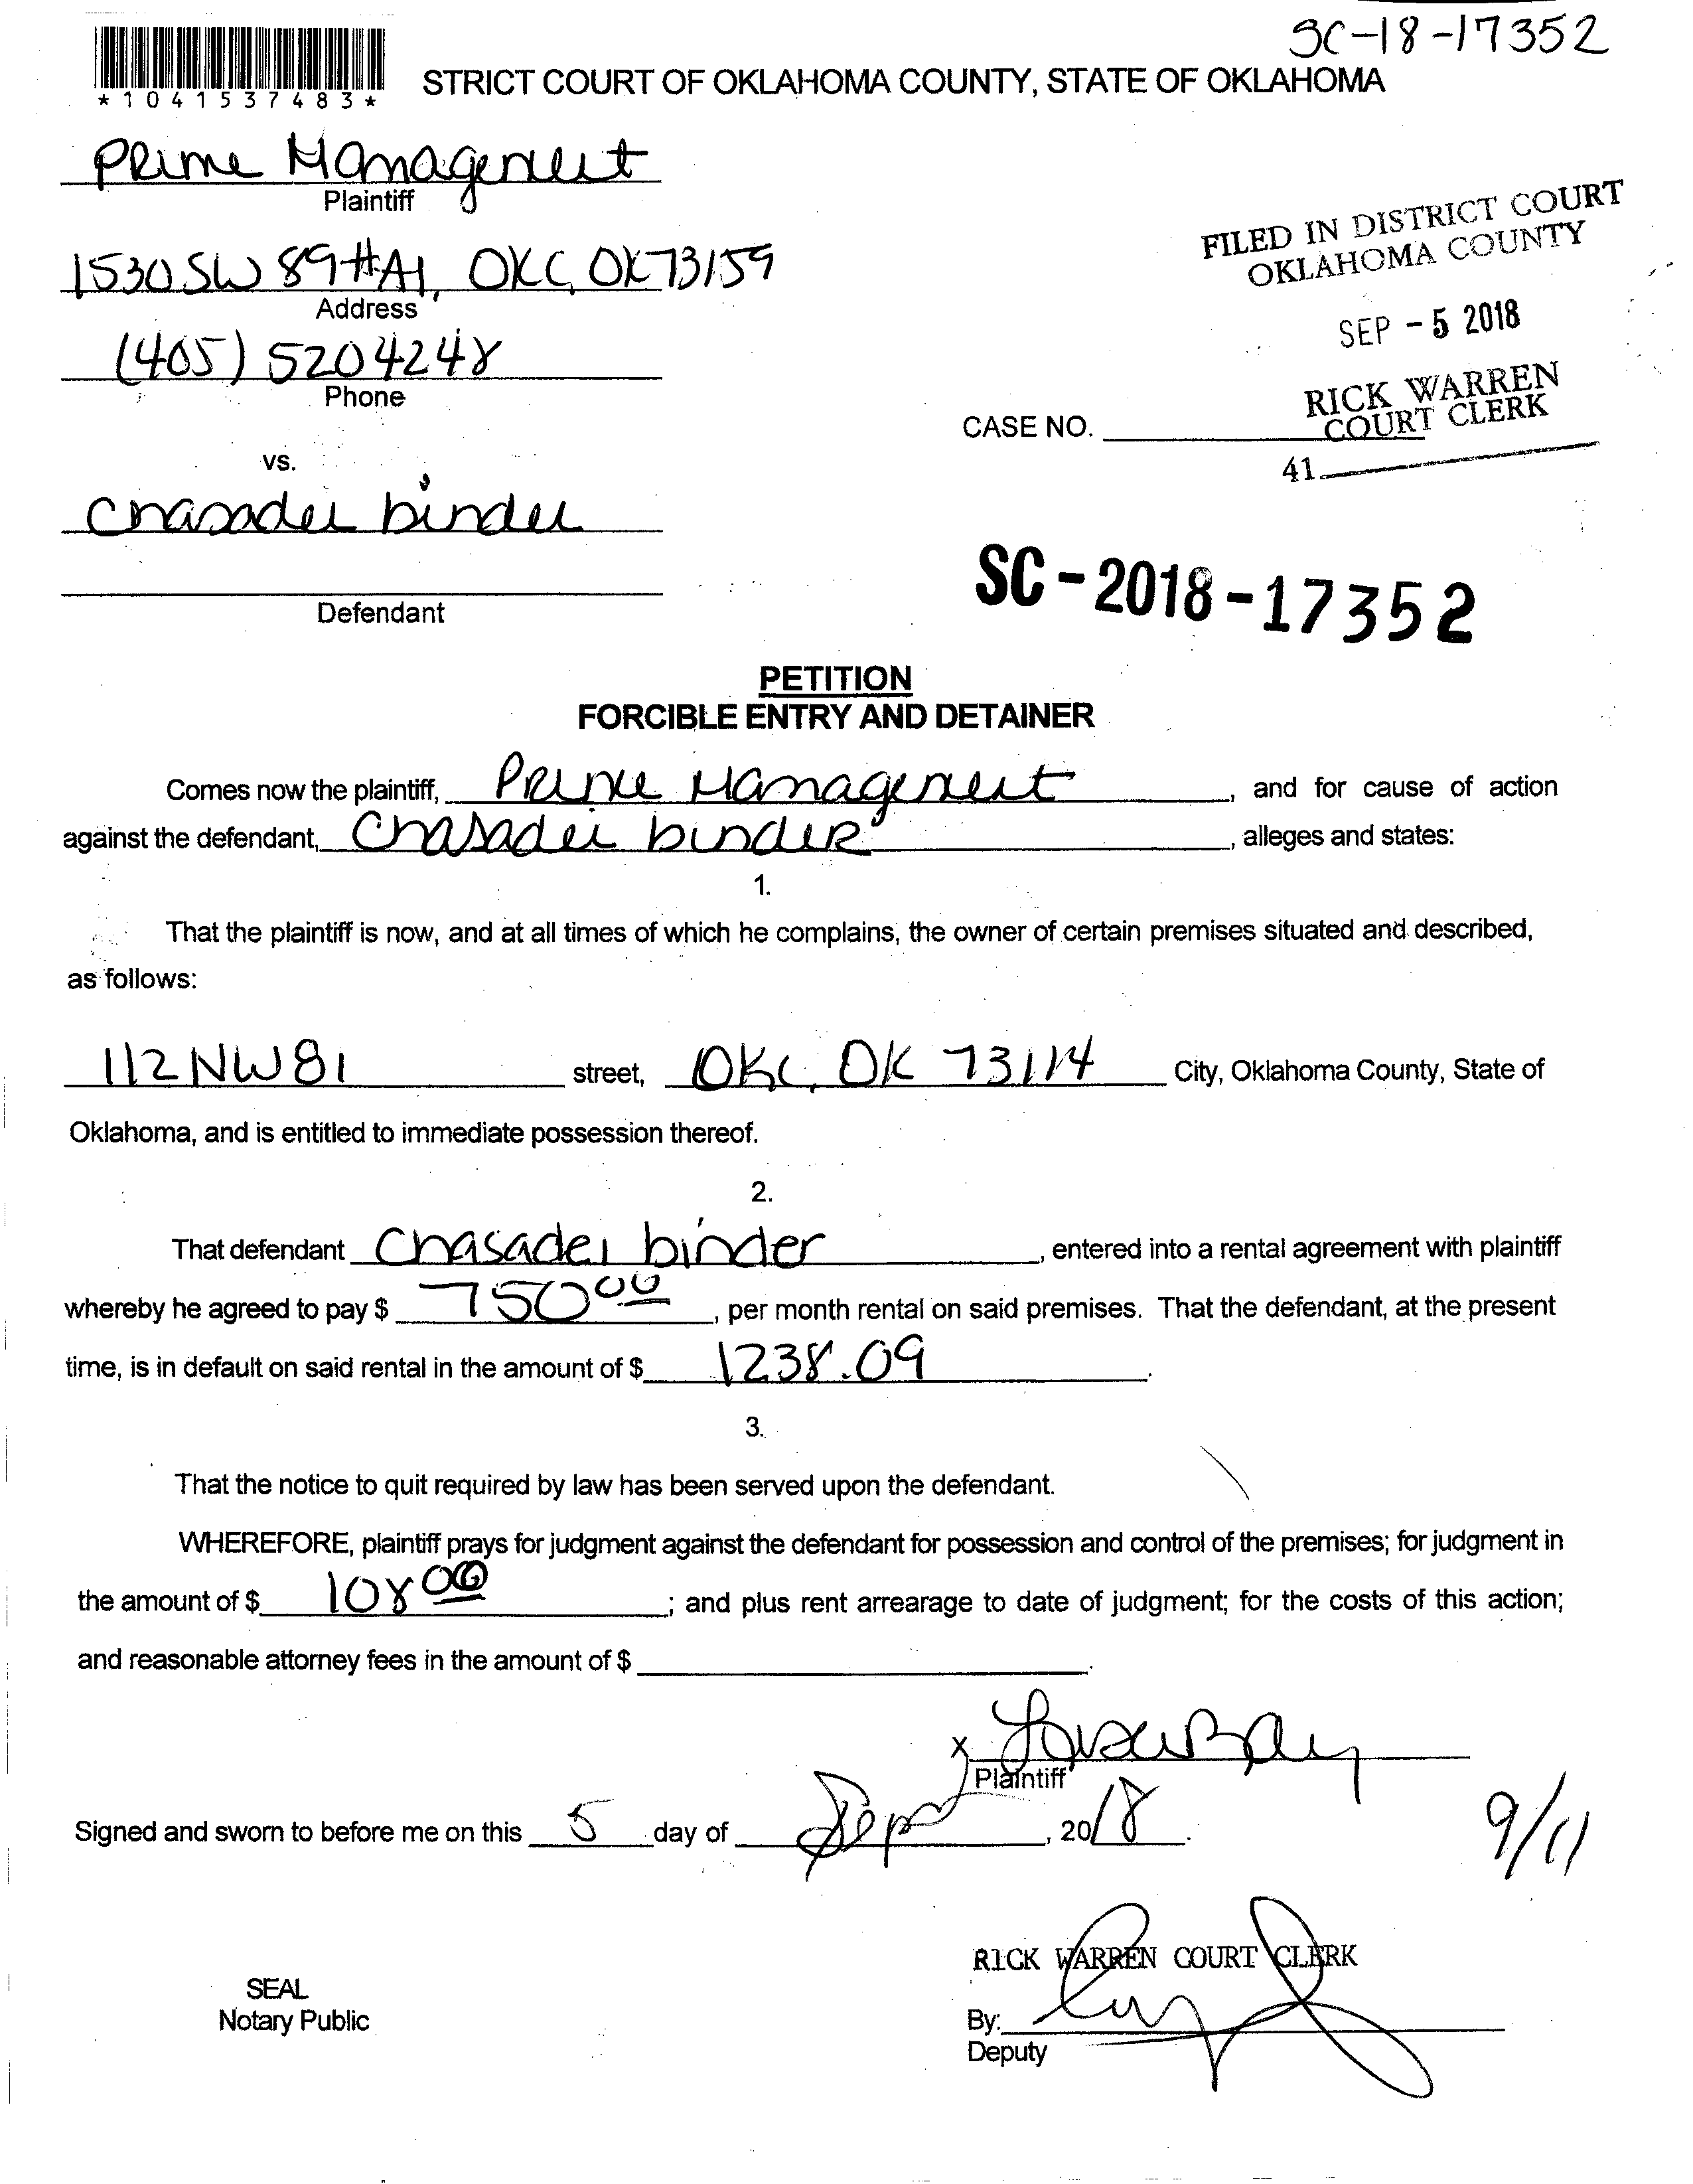 SC-18-17352
*1041537483*
STRICT COURT OF OKLAHOMA COUNTY, STATE OF OKLAHOMA
Prime Management
Plaintiff
1530 SW 89 #A1, OKC, OK 73159
Address
(405) 520 4248
Phone
FILED IN DISTRICT COURT
OKLAHOMA COUNTY
SEP - 5 2018
RICK WARREN
COURT CLERK
CASE NO.
41
vs.
Chasadei binder
Defendant
SC-2018-17352
PETITION
FORCIBLE ENTRY AND DETAINER
Comes now the plaintiff, Prime Management, and for cause of action
against the defendant, Chasadei binder, alleges and states:
1.
That the plaintiff is now, and at all times of which he complains, the owner of certain premises situated and described,
as follows:
112 NW 81 street, OKC, OK 73114 City, Oklahoma County, State of
Oklahoma, and is entitled to immediate possession thereof.
2.
That defendant Chasadei binder, entered into a rental agreement with plaintiff
whereby he agreed to pay $ 750 00, per month rental on said premises. That the defendant, at the present
time, is in default on said rental in the amount of $ 1238.09.
3.
That the notice to quit required by law has been served upon the defendant.
WHEREFORE, plaintiff prays for judgment against the defendant for possession and control of the premises; for judgment in
the amount of $ 108 00; and plus rent arrearage to date of judgment; for the costs of this action;
and reasonable attorney fees in the amount of $ .
X
Plaintiff
Signed and sworn to before me on this 5 day of Sep, 2018.
9/11
RICK WARREN COURT CLERK
SEAL
Notary Public
By:
Deputy